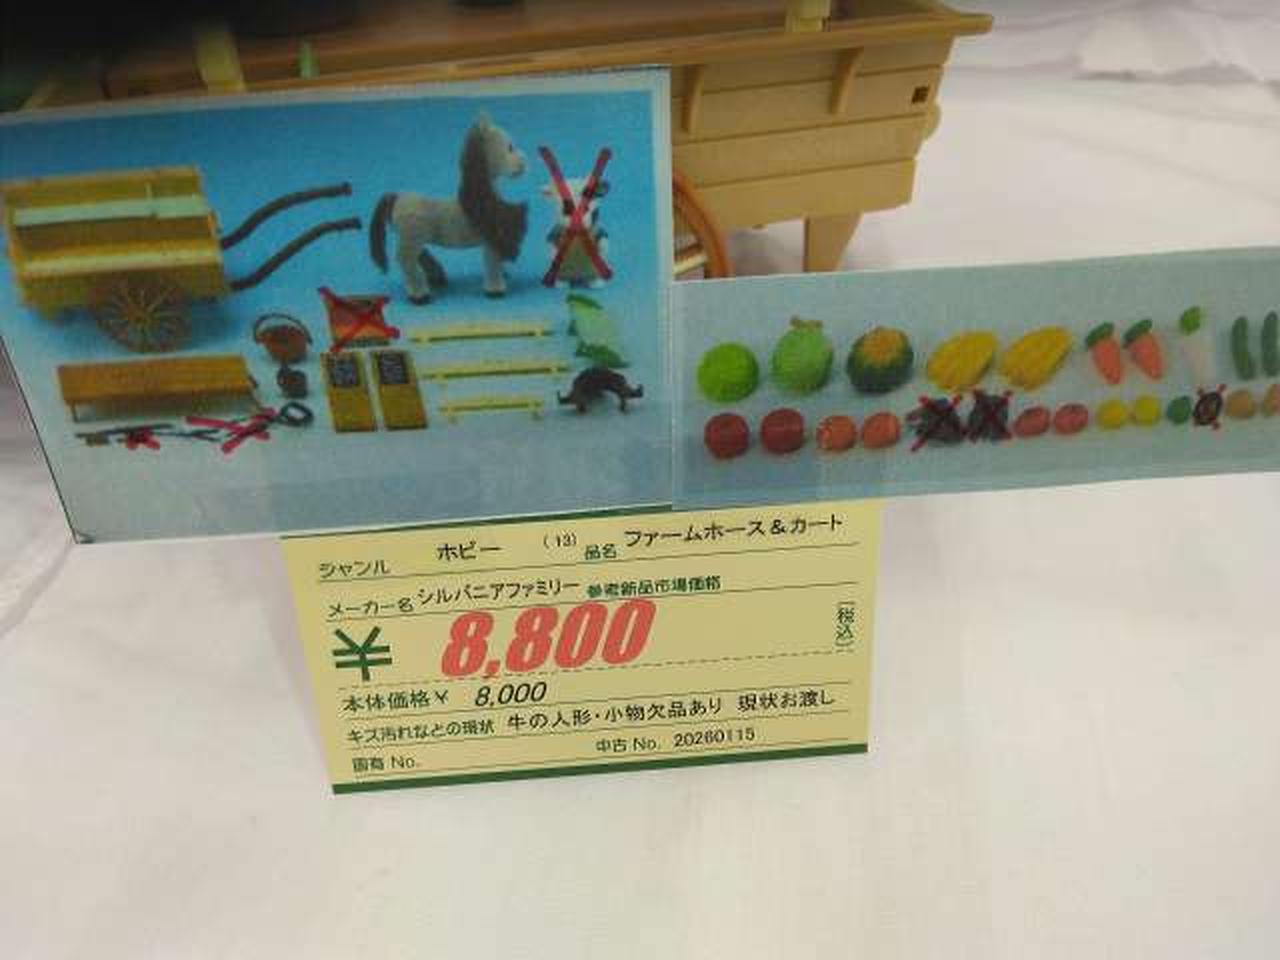 ジャンル ホビー (13) 品名 ファームホース&カート
メーカー名 シルバニアファミリー 参考新品市場価格
¥ 8,800 (税込)
本体価格¥ 8,000
キズ汚れなどの現状 牛の人形・小物欠品あり 現状お渡し
固有 No. 中古 No. 20260115